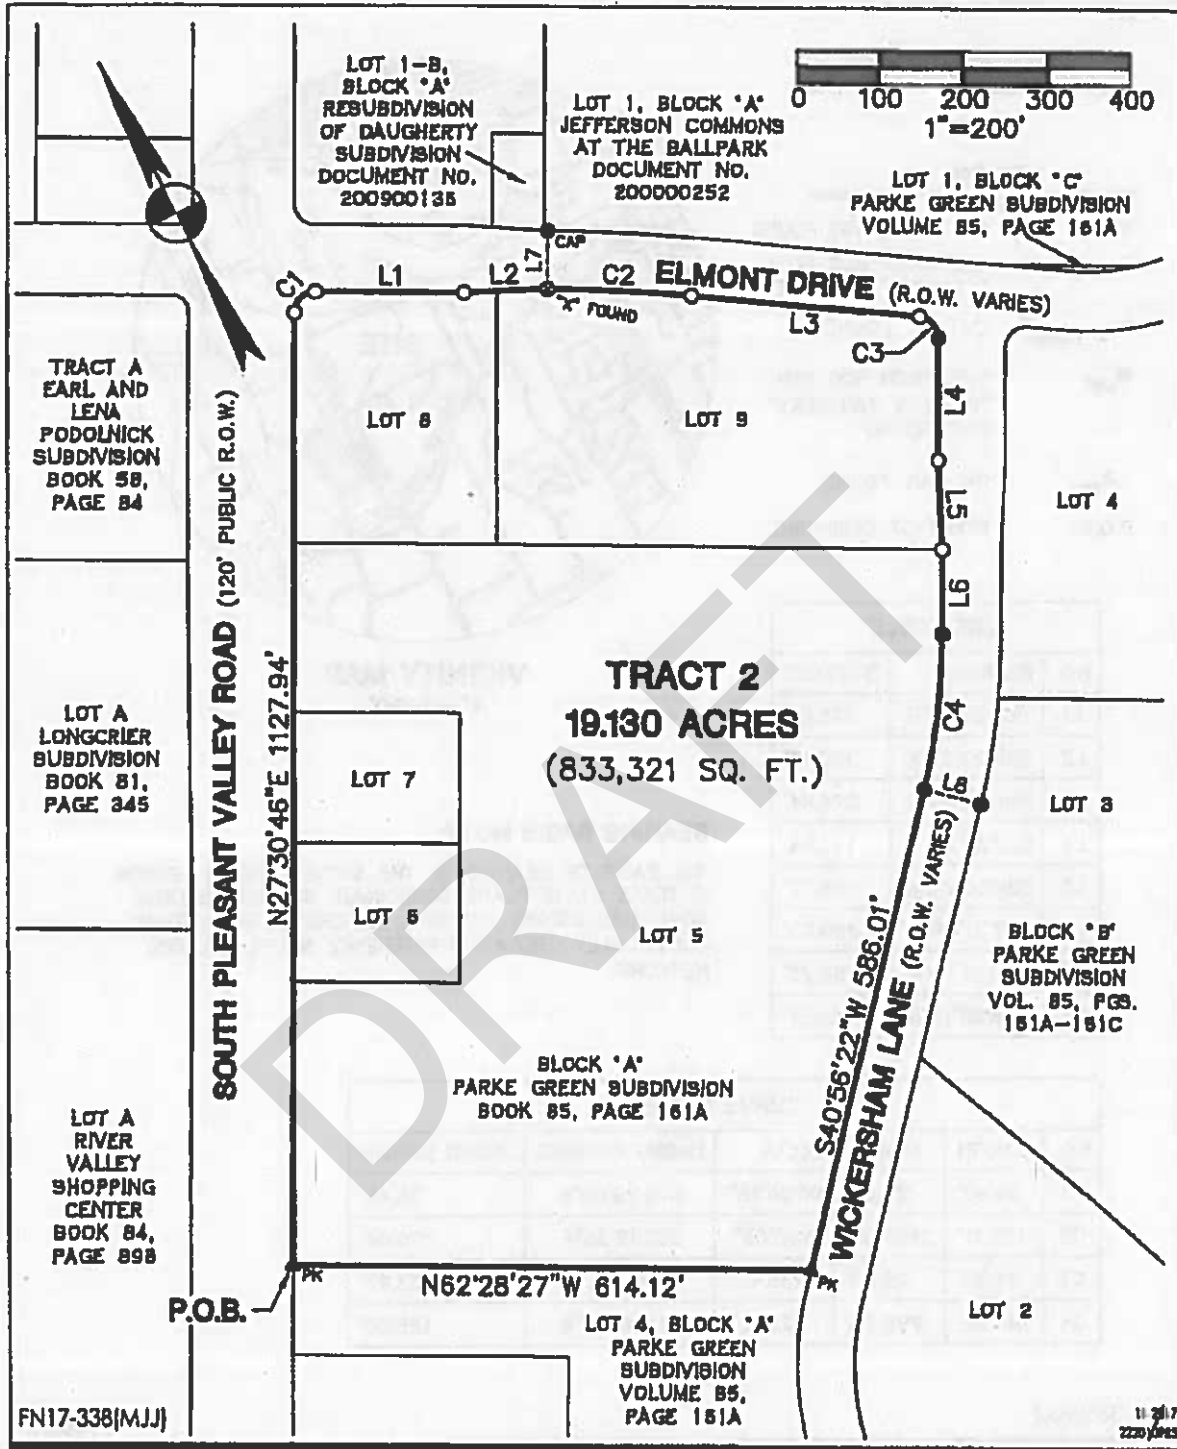 LOT 1-B,
BLOCK "A"
RESUBDIVISION
OF DAUGHERTY
SUBDIVISION
DOCUMENT NO.
200900135
LOT 1, BLOCK "A"
JEFFERSON COMMONS
AT THE BALLPARK
DOCUMENT NO.
200000252
0 100 200 300 400
1"=200'
LOT 1, BLOCK "C"
PARKE GREEN SUBDIVISION
VOLUME 85, PAGE 161A
CAP
C1
L1
L2
L7
C2
ELMONT DRIVE (R.O.W. VARIES)
"X" FOUND
L3
C3
TRACT A
EARL AND
LENA
PODOLNICK
SUBDIVISION
BOOK 58,
PAGE 84
LOT 8
LOT 9
L4
L5
L6
LOT 4
SOUTH PLEASANT VALLEY ROAD (120' PUBLIC R.O.W.)
N27°30'46"E 1127.94'
TRACT 2
19.130 ACRES
(833,321 SQ. FT.)
C4
L8
LOT A
LONGCRIER
SUBDIVISION
BOOK 81,
PAGE 345
LOT 7
LOT 3
LOT 6
LOT 5
S40°56'22"W 586.01'
WICKERSHAM LANE (R.O.W. VARIES)
BLOCK "B"
PARKE GREEN
SUBDIVISION
VOL. 85, PGS.
161A-161C
DRAFT
BLOCK "A"
PARKE GREEN SUBDIVISION
BOOK 85, PAGE 161A
LOT A
RIVER
VALLEY
SHOPPING
CENTER
BOOK 84,
PAGE 898
PK
N62°28'27"W 614.12'
PK
P.O.B.
LOT 2
LOT 4, BLOCK "A"
PARKE GREEN
SUBDIVISION
VOLUME 85,
PAGE 161A
FN17-338(MJJ)